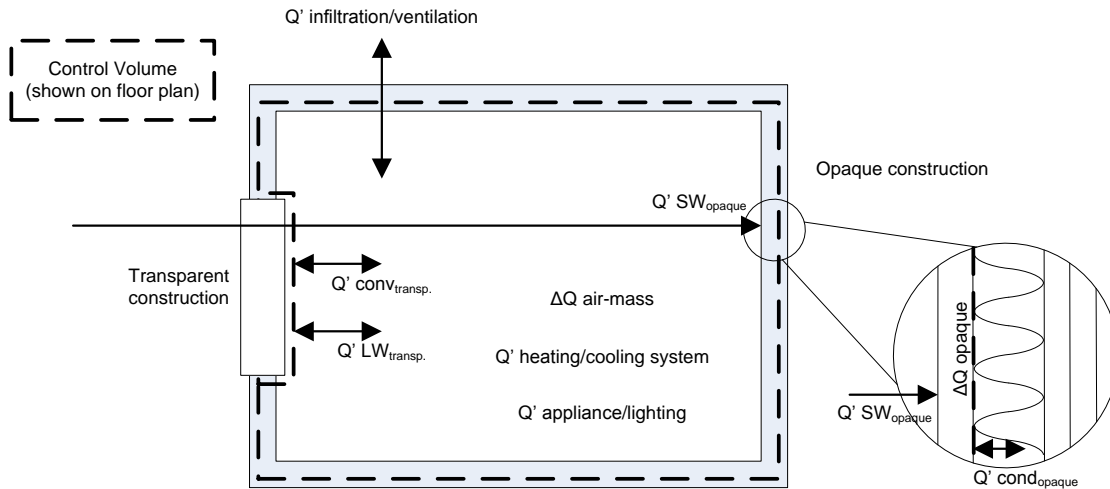 Q’ infiltration/ventilation
Control Volume
(shown on floor plan)
Opaque construction
Q’ SWopaque
Transparent
construction
Q’ convtransp.
ΔQ air-mass
Q’ LWtransp.
Q’ heating/cooling system
Q’ appliance/lighting
ΔQ opaque
Q’ SWopaque
Q’ condopaque